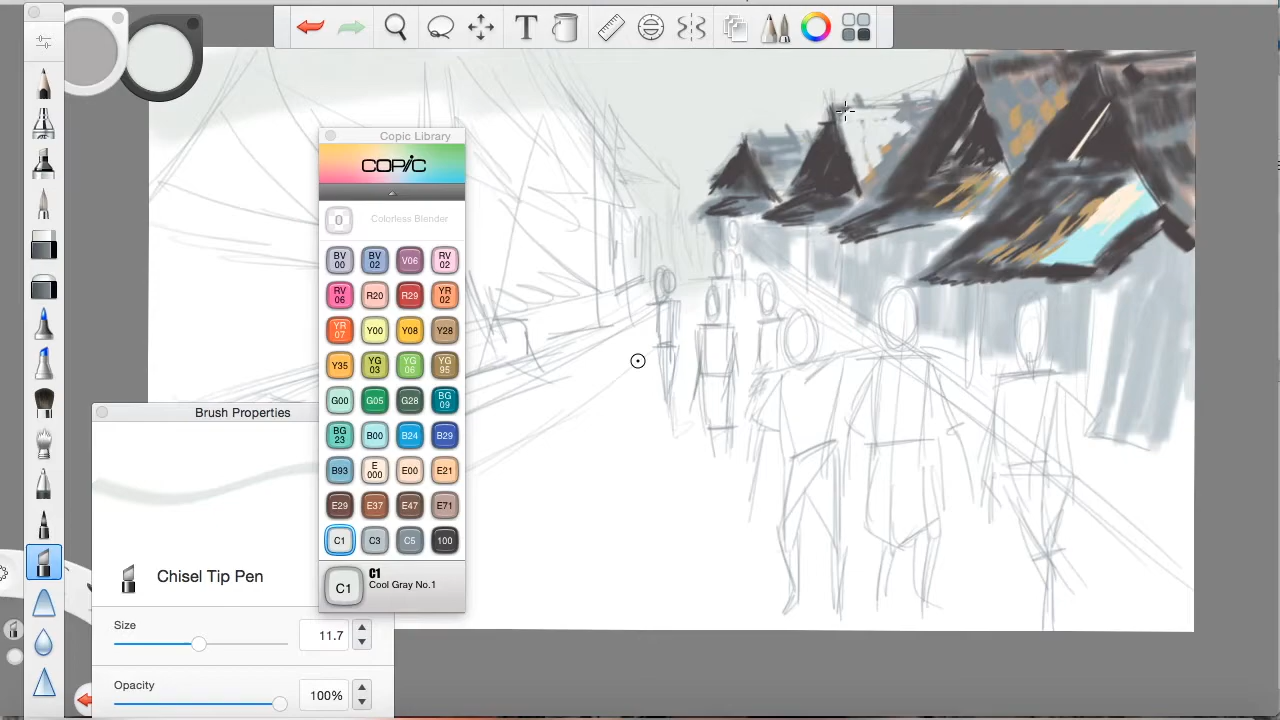 T
Copic Library
COPIC
0 Colorless Blender
BV 00 BV 02 V06 RV 02
RV 06 R20 R29 YR 02
YR 07 Y00 Y08 Y28
Y35 YG 03 YG 06 YG 95
G00 G05 G28 BG 09
BG 23 B00 B24 B29
B93 E 000 E00 E21
E29 E37 E47 E71
C1 C3 C5 100
C1 C1
Cool Gray No.1
Brush Properties
Chisel Tip Pen
Size
11.7
Opacity
100%